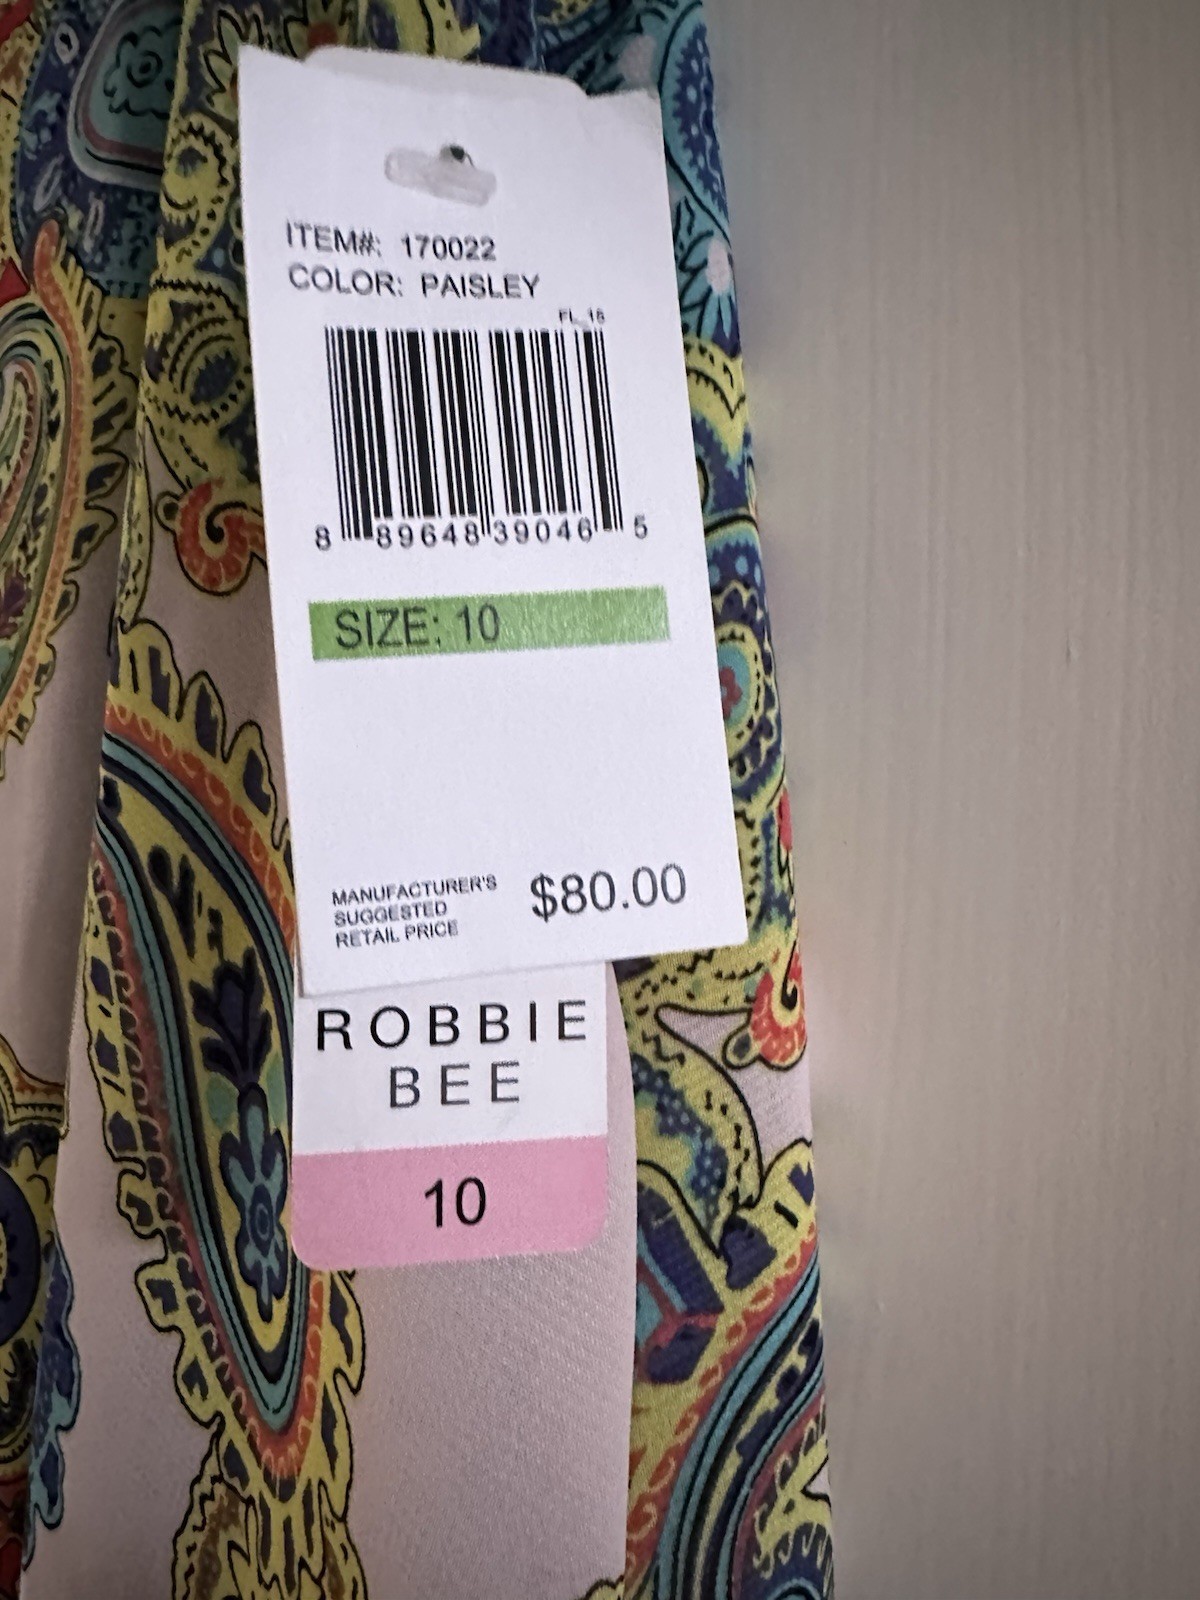 ITEM#: 170022
COLOR: PAISLEY
FL_15
8 89648 39046 5
SIZE: 10
MANUFACTURER'S
SUGGESTED
RETAIL PRICE
$80.00
ROBBIE
BEE
10